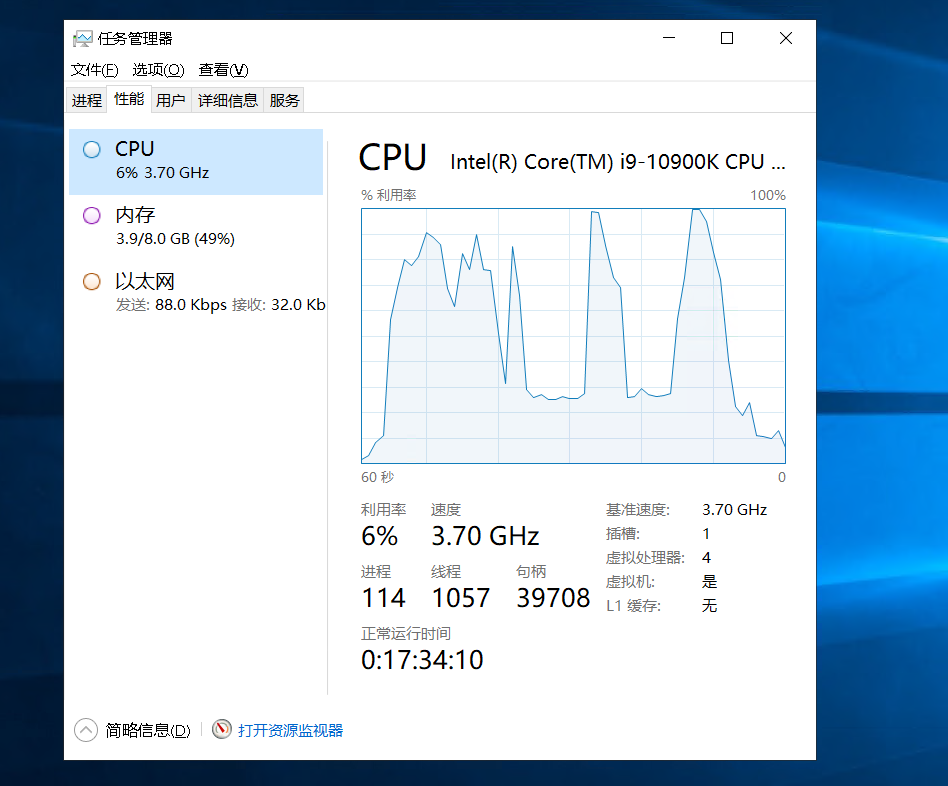 任务管理器
文件(F) 选项(O) 查看(V)
进程 性能 用户 详细信息 服务
CPU
6% 3.70 GHz
内存
3.9/8.0 GB (49%)
以太网
发送: 88.0 Kbps 接收: 32.0 Kb
CPU Intel(R) Core(TM) i9-10900K CPU ...
% 利用率 100%
60 秒 0
利用率 速度
6% 3.70 GHz
进程 线程 句柄
114 1057 39708
正常运行时间
0:17:34:10
基准速度: 3.70 GHz
插槽: 1
虚拟处理器: 4
虚拟机: 是
L1 缓存: 无
简略信息(D) 打开资源监视器